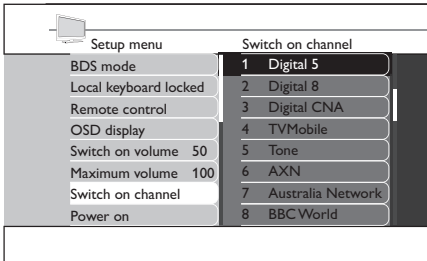 Setup menu
BDS mode
Local keyboard locked
Remote control
OSD display
Switch on volume 50
Maximum volume 100
Switch on channel
Power on
Switch on channel
1 Digital 5
2 Digital 8
3 Digital CNA
4 TVMobile
5 Tone
6 AXN
7 Australia Network
8 BBC World